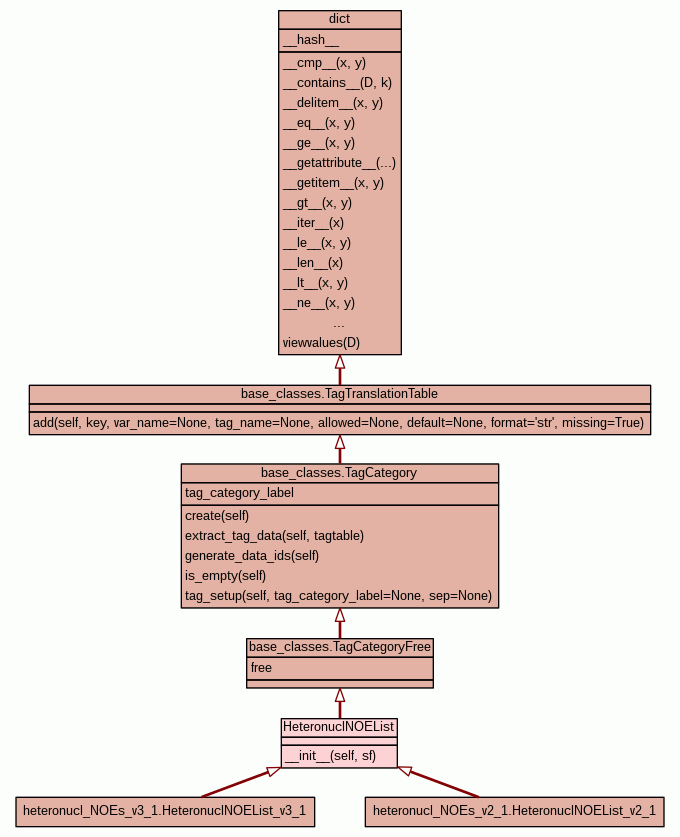 dict
__hash__
__cmp__(x, y)
__contains__(D, k)
__delitem__(x, y)
__eq__(x, y)
__ge__(x, y)
__getattribute__(...)
__getitem__(x, y)
__gt__(x, y)
__iter__(x)
__le__(x, y)
__len__(x)
__lt__(x, y)
__ne__(x, y)
...
viewvalues(D)
base_classes.TagTranslationTable
add(self, key, var_name=None, tag_name=None, allowed=None, default=None, format='str', missing=True)
base_classes.TagCategory
tag_category_label
create(self)
extract_tag_data(self, tagtable)
generate_data_ids(self)
is_empty(self)
tag_setup(self, tag_category_label=None, sep=None)
base_classes.TagCategoryFree
free
HeteronuclNOEList
__init__(self, sf)
heteronucl_NOEs_v3_1.HeteronuclNOEList_v3_1
heteronucl_NOEs_v2_1.HeteronuclNOEList_v2_1